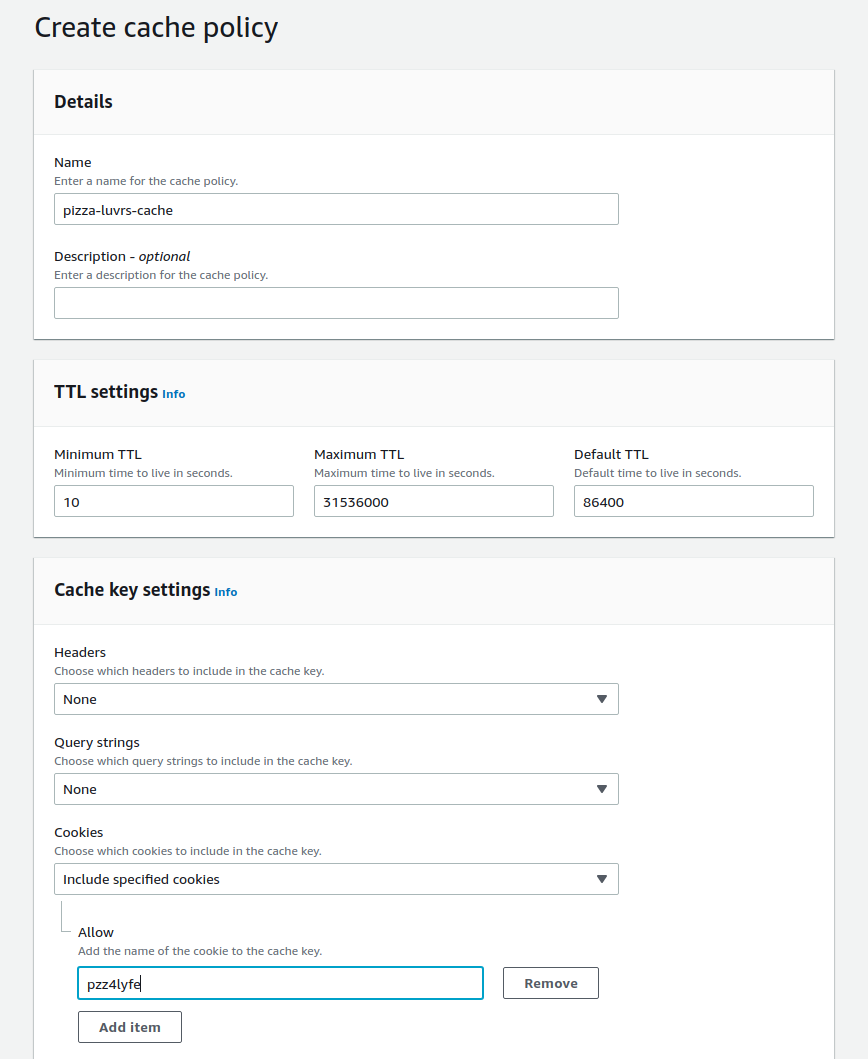 Create cache policy
Details
Name
Enter a name for the cache policy.
pizza-luvrs-cache
Description - optional
Enter a description for the cache policy.
TTL settings Info
Minimum TTL Maximum TTL Default TTL
Minimum time to live in seconds. Maximum time to live in seconds. Default time to live in seconds.
10 31536000 86400
Cache key settings Info
Headers
Choose which headers to include in the cache key.
None
Query strings
Choose which query strings to include in the cache key.
None
Cookies
Choose which cookies to include in the cache key.
Include specified cookies
Allow
Add the name of the cookie to the cache key.
pzz4lyfe Remove
Add item